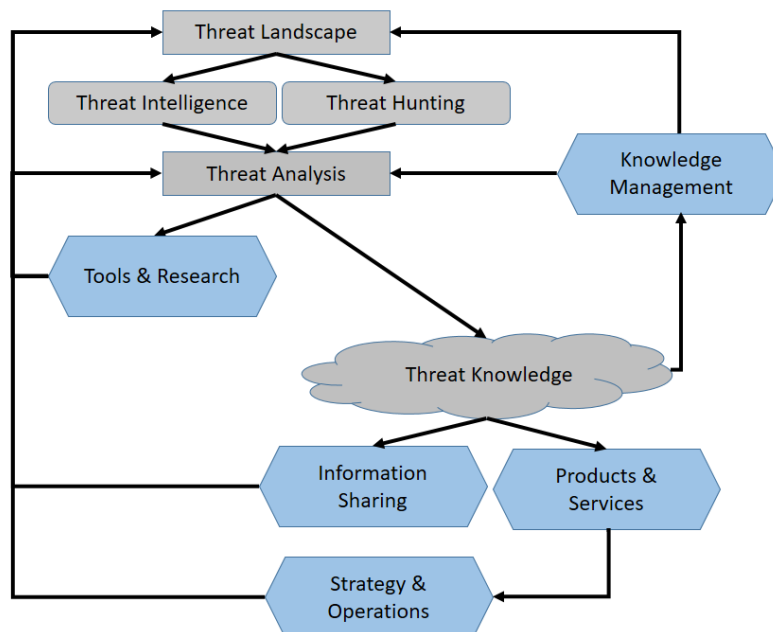 Threat Landscape
Threat Intelligence
Threat Hunting
Threat Analysis
Knowledge
Management
Tools & Research
Threat Knowledge
Information
Sharing
Products &
Services
Strategy &
Operations